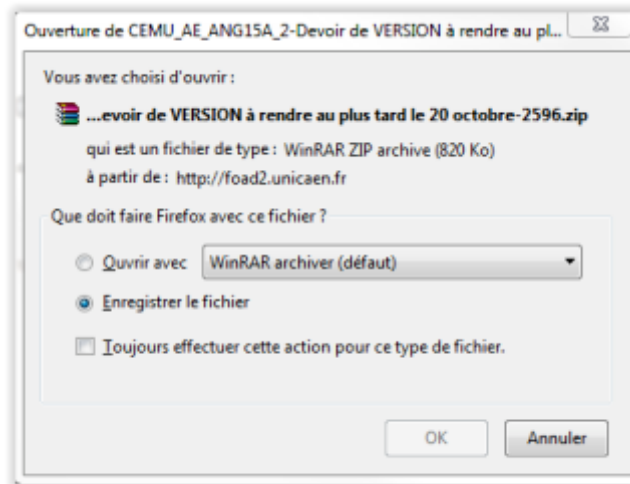 Ouverture de CEMU_AE_ANG15A_2-Devoir de VERSION à rendre au pl...
Vous avez choisi d'ouvrir :
...evoir de VERSION à rendre au plus tard le 20 octobre-2596.zip
qui est un fichier de type : WinRAR ZIP archive (820 Ko)
à partir de : http://foad2.unicaen.fr
Que doit faire Firefox avec ce fichier ?
Ouvrir avec WinRAR archiver (défaut)
Enregistrer le fichier
Toujours effectuer cette action pour ce type de fichier.
OK Annuler